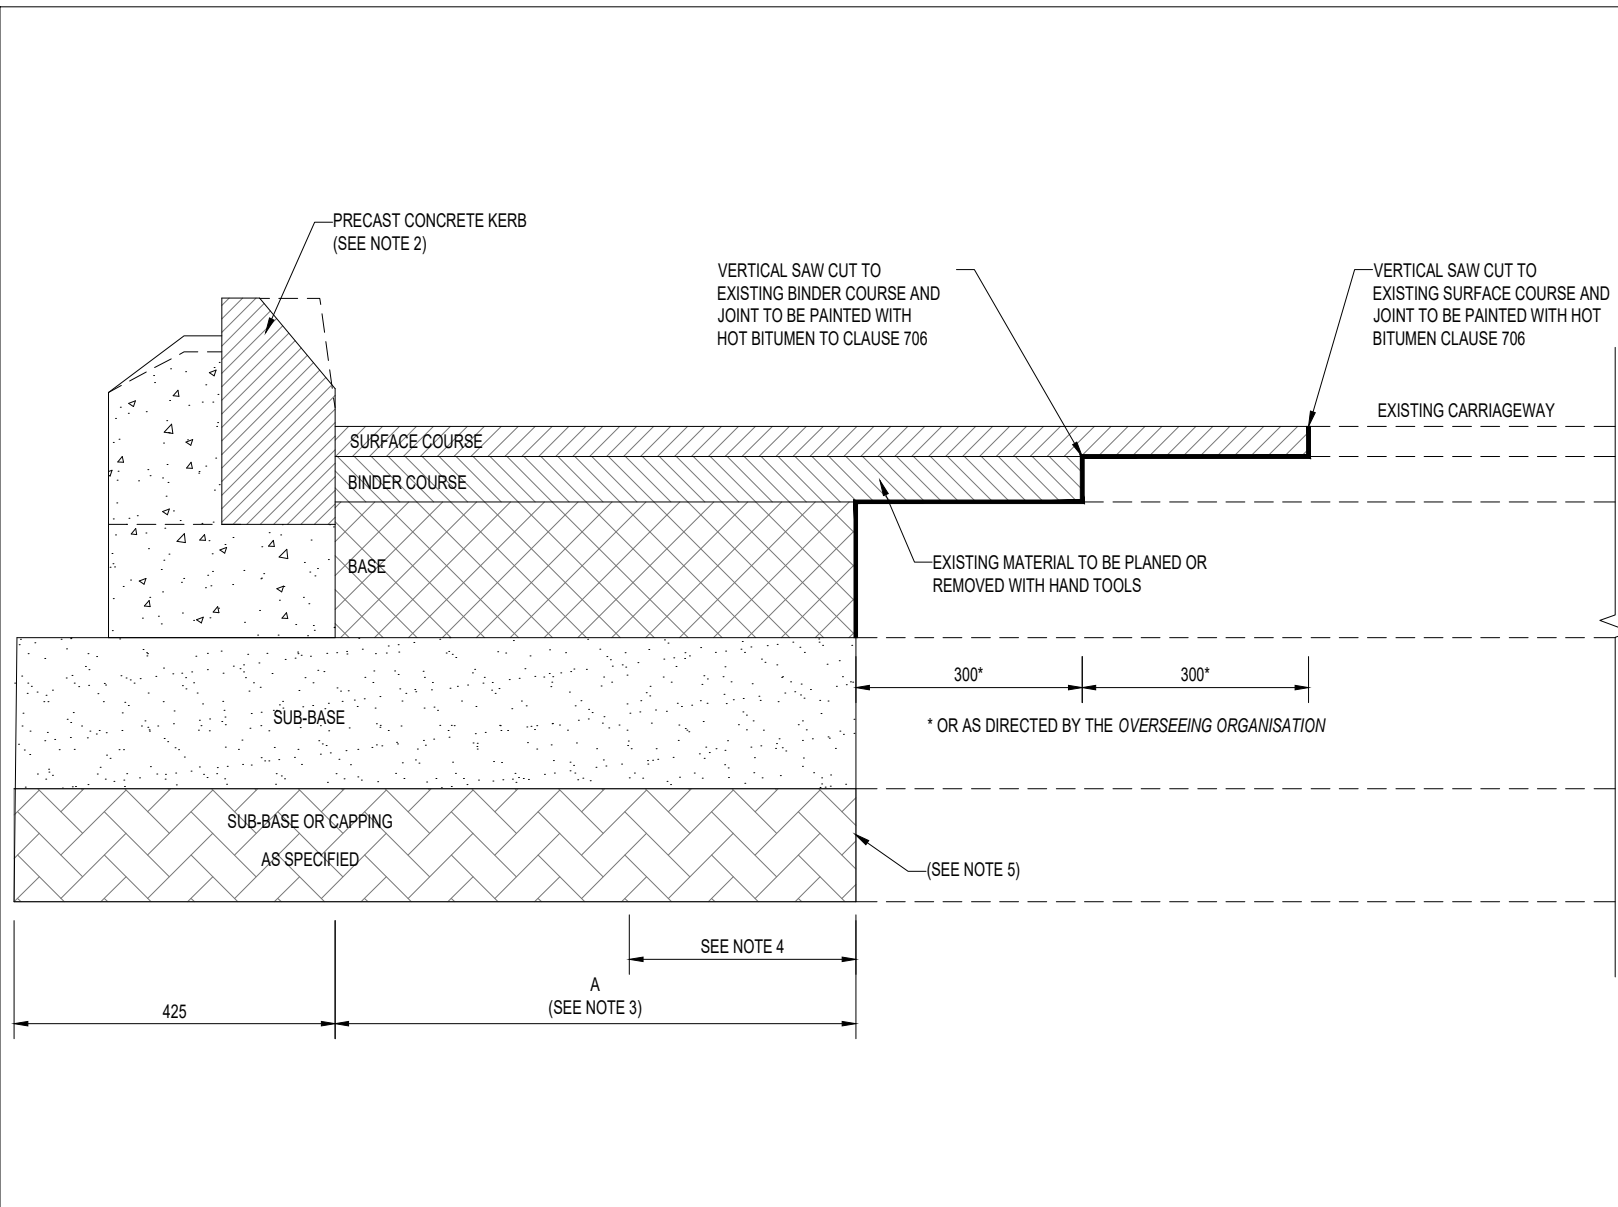 PRECAST CONCRETE KERB
(SEE NOTE 2)
VERTICAL SAW CUT TO
EXISTING BINDER COURSE AND
JOINT TO BE PAINTED WITH
HOT BITUMEN TO CLAUSE 706
VERTICAL SAW CUT TO
EXISTING SURFACE COURSE AND
JOINT TO BE PAINTED WITH HOT
BITUMEN CLAUSE 706
EXISTING CARRIAGEWAY
SURFACE COURSE
BINDER COURSE
BASE
EXISTING MATERIAL TO BE PLANED OR
REMOVED WITH HAND TOOLS
300*
300*
* OR AS DIRECTED BY THE OVERSEEING ORGANISATION
SUB-BASE
SUB-BASE OR CAPPING
AS SPECIFIED
(SEE NOTE 5)
SEE NOTE 4
A
(SEE NOTE 3)
425